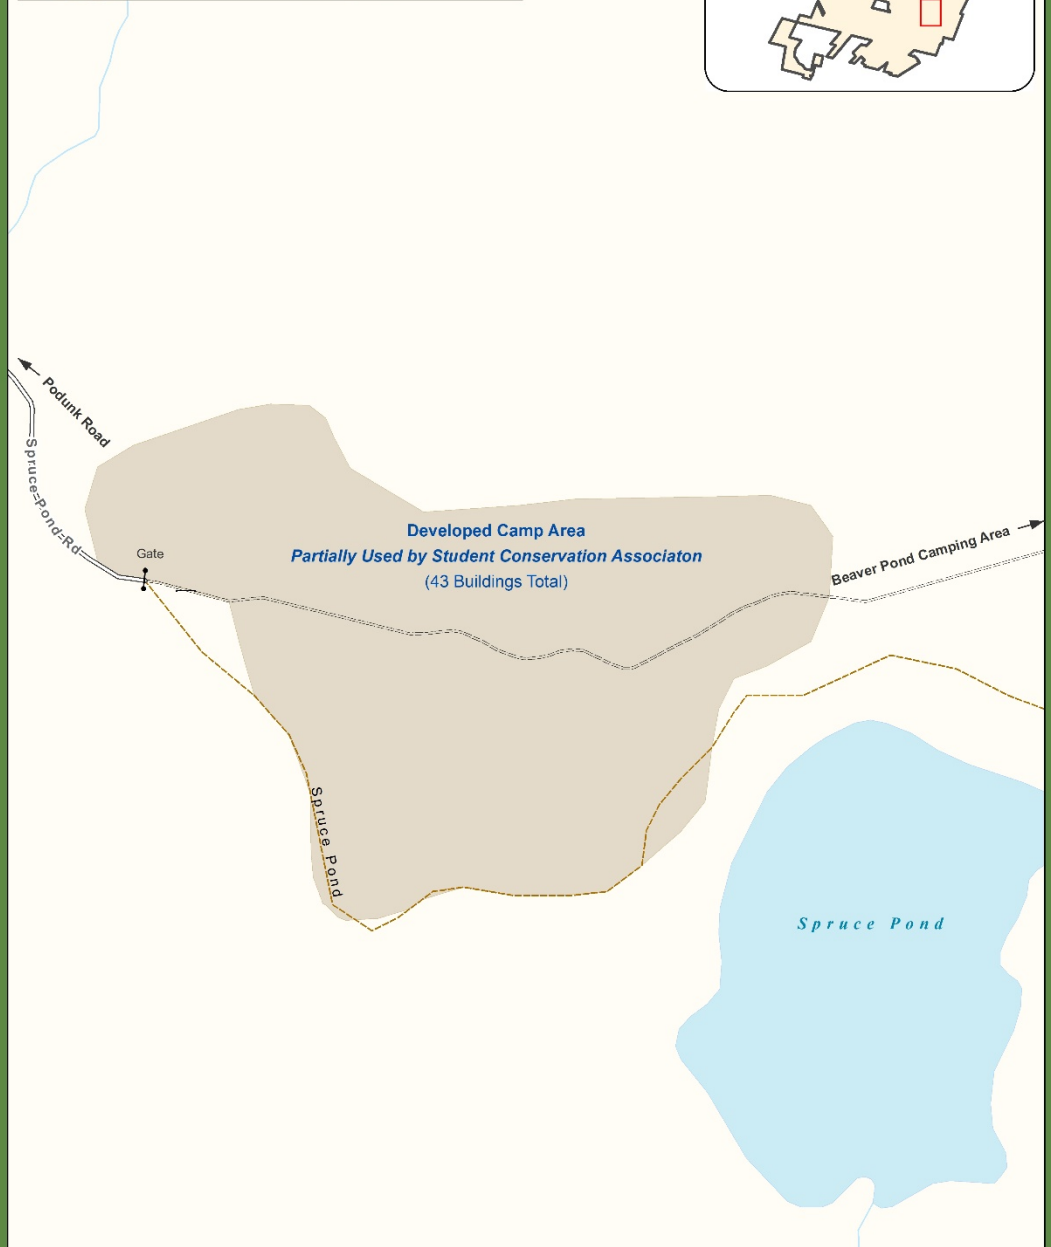 Podunk Road
Spruce Pond Rd
Gate
Developed Camp Area
Partially Used by Student Conservation Associaton
(43 Buildings Total)
Beaver Pond Camping Area
Spruce Pond
Spruce Pond